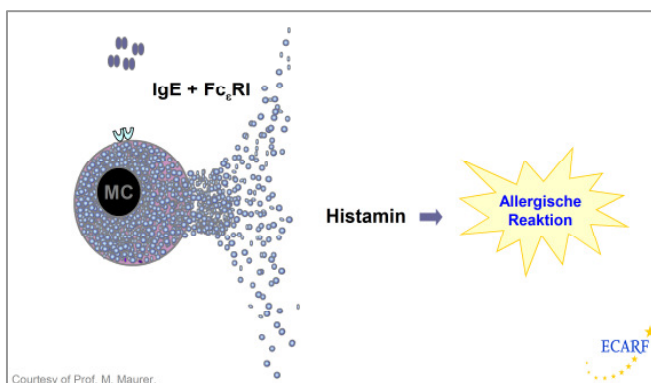 IgE + FcεRI
MC
Histamin
Allergische
Reaktion
ECARF
Courtesy of Prof. M. Maurer.